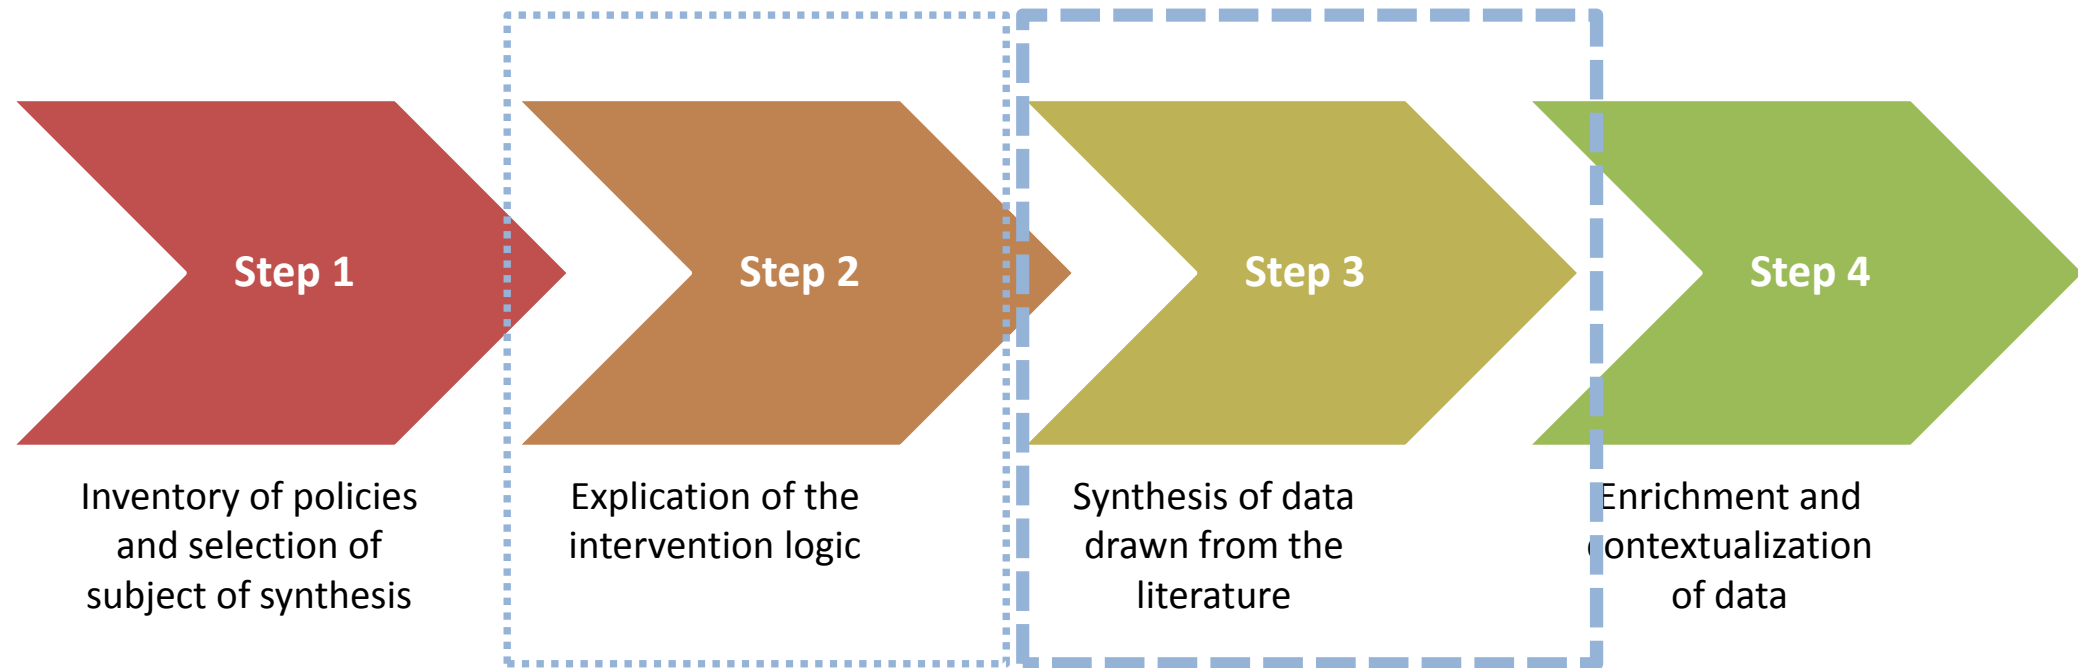 Step 1
Step 2
Step 3
Step 4
Inventory of policies
and selection of
subject of synthesis
Explication of the
intervention logic
Synthesis of data
drawn from the
literature
Enrichment and
contextualization
of data